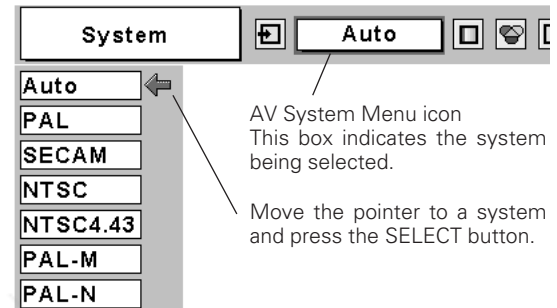 System
Auto
Auto
PAL
SECAM
NTSC
NTSC4.43
PAL-M
PAL-N
AV System Menu icon
This box indicates the system
being selected.
Move the pointer to a system
and press the SELECT button.